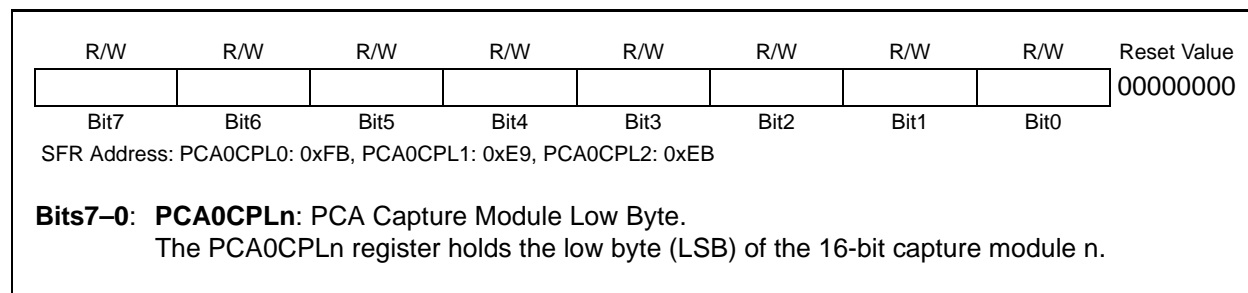 R/W R/W R/W R/W R/W R/W R/W R/W Reset Value
00000000
Bit7 Bit6 Bit5 Bit4 Bit3 Bit2 Bit1 Bit0
SFR Address: PCA0CPL0: 0xFB, PCA0CPL1: 0xE9, PCA0CPL2: 0xEB
Bits7–0: PCA0CPLn: PCA Capture Module Low Byte.
The PCA0CPLn register holds the low byte (LSB) of the 16-bit capture module n.